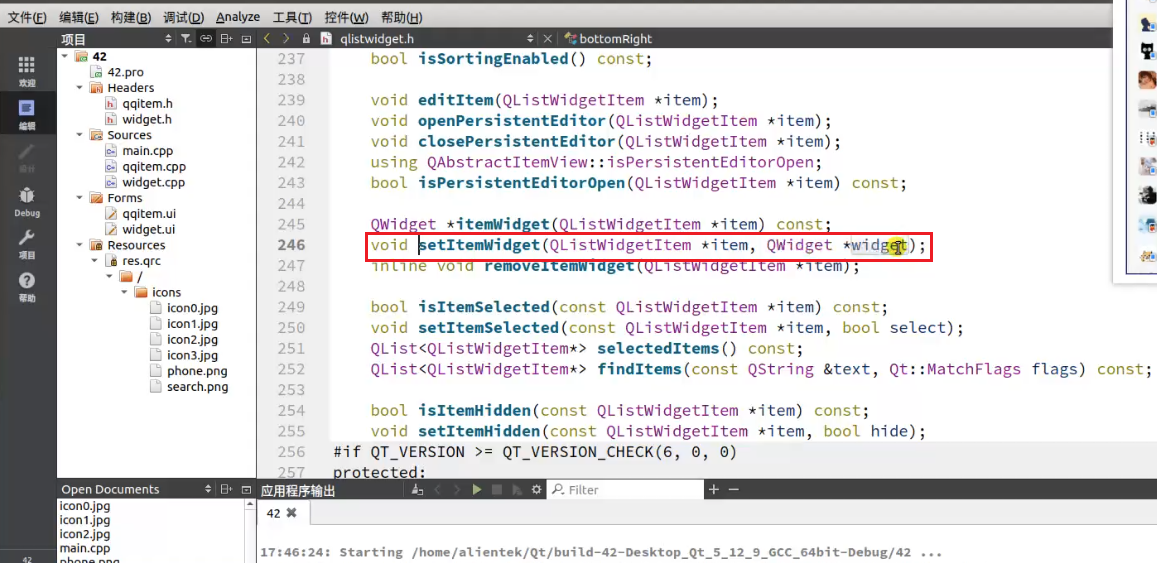 文件(F) 编辑(E) 构建(B) 调试(D) Analyze 工具(T) 控件(W) 帮助(H)
项目
qlistwidget.h
bottomRight
欢迎
编辑
设计
Debug
项目
帮助
42
42
42.pro
Headers
qqitem.h
widget.h
Sources
main.cpp
qqitem.cpp
widget.cpp
Forms
qqitem.ui
widget.ui
Resources
res.qrc
/
icons
icon0.jpg
icon1.jpg
icon2.jpg
icon3.jpg
phone.png
search.png
237 bool isSortingEnabled() const;
238
239 void editItem(QListWidgetItem *item);
240 void openPersistentEditor(QListWidgetItem *item);
241 void closePersistentEditor(QListWidgetItem *item);
242 using QAbstractItemView::isPersistentEditorOpen;
243 bool isPersistentEditorOpen(QListWidgetItem *item) const;
244
245 QWidget *itemWidget(QListWidgetItem *item) const;
246 void setItemWidget(QListWidgetItem *item, QWidget *widget);
247 inline void removeItemWidget(QListWidgetItem *item);
248
249 bool isItemSelected(const QListWidgetItem *item) const;
250 void setItemSelected(const QListWidgetItem *item, bool select);
251 QList<QListWidgetItem*> selectedItems() const;
252 QList<QListWidgetItem*> findItems(const QString &text, Qt::MatchFlags flags) const;
253
254 bool isItemHidden(const QListWidgetItem *item) const;
255 void setItemHidden(const QListWidgetItem *item, bool hide);
256 #if QT_VERSION >= QT_VERSION_CHECK(6, 0, 0)
257 protected:
Open Documents
icon0.jpg
icon1.jpg
icon2.jpg
main.cpp
phone.png
应用程序输出
Filter
42
17:46:24: Starting /home/alientek/Qt/build-42-Desktop_Qt_5_12_9_GCC_64bit-Debug/42 ...